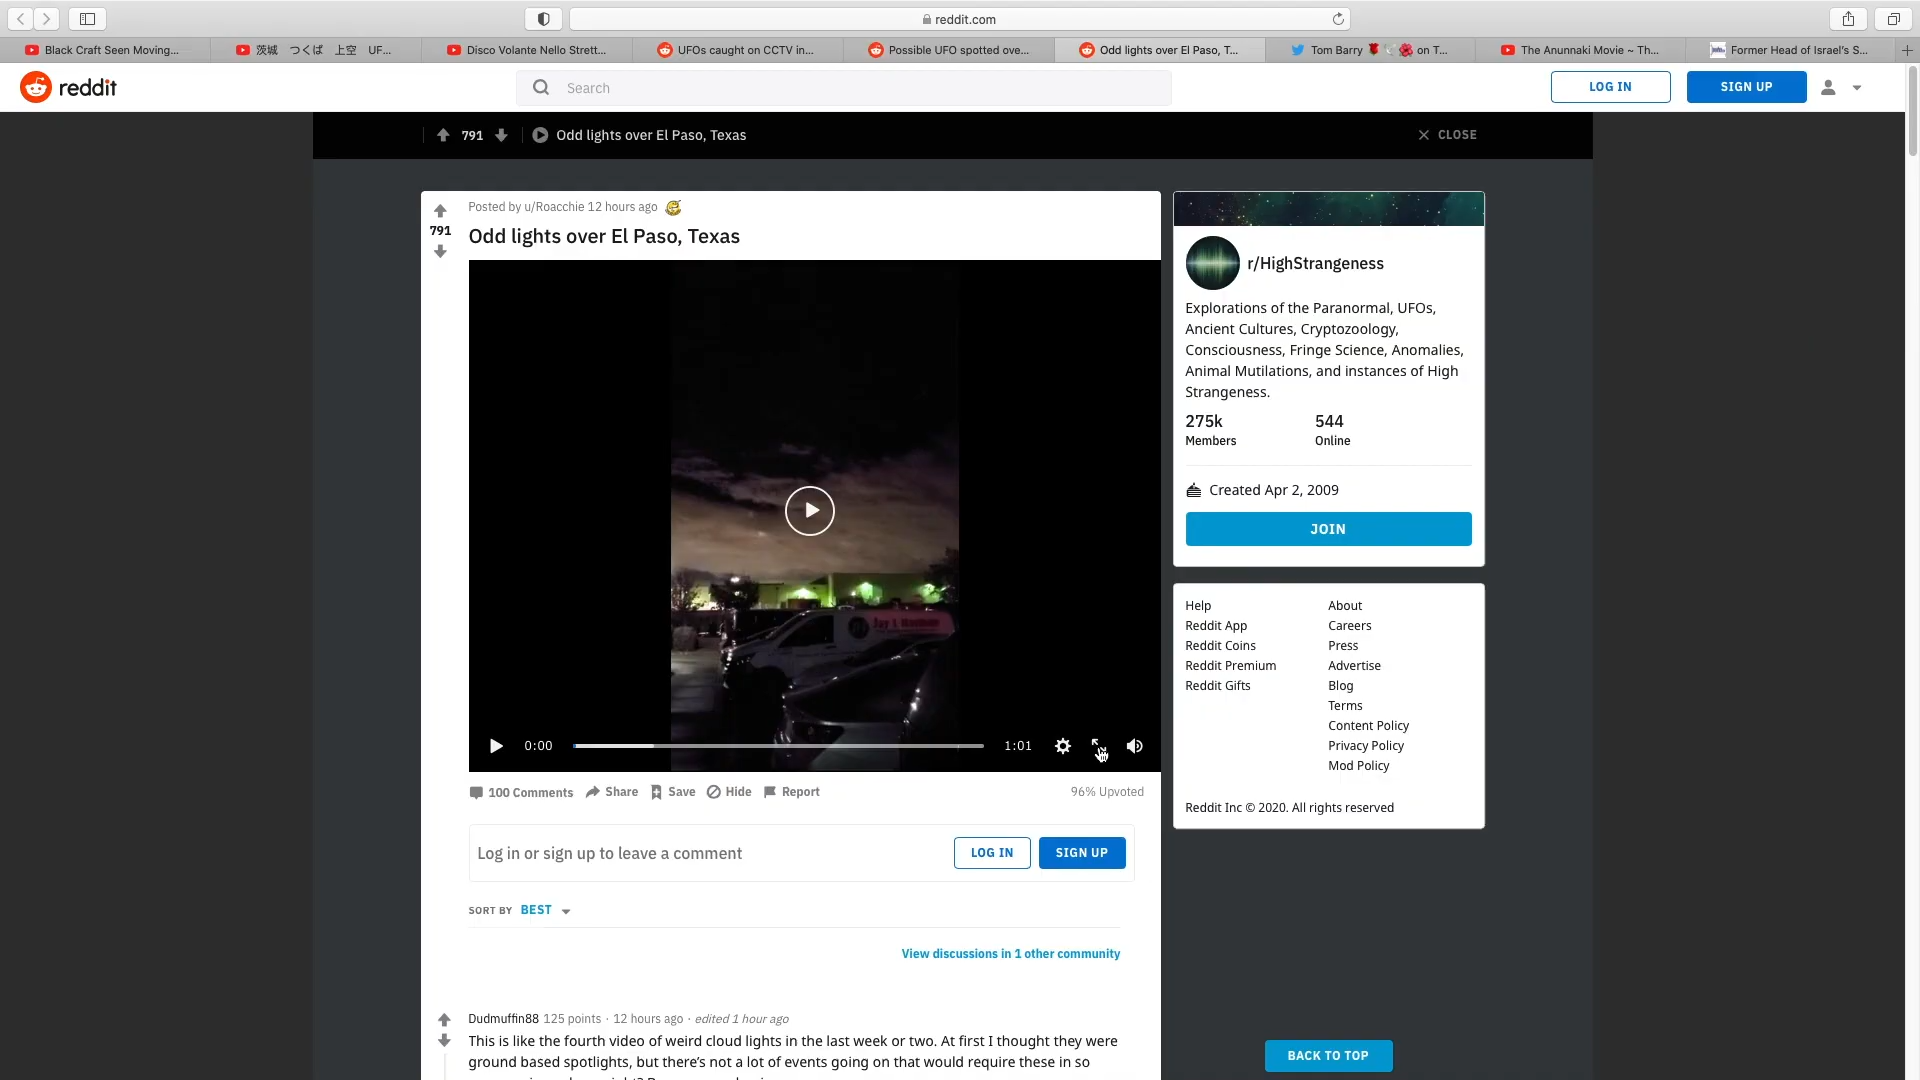 reddit.com
Black Craft Seen Moving...
茨城　つくば　上空　UF...
Disco Volante Nello Strett...
UFOs caught on CCTV in...
Possible UFO spotted ove...
Odd lights over El Paso, T...
Tom Barry 🌹🕊🌺 on T...
The Anunnaki Movie ~ Th...
Former Head of Israel's S...
reddit
Search
LOG IN
SIGN UP
791
Odd lights over El Paso, Texas
CLOSE
Posted by u/Roacchie 12 hours ago
791
Odd lights over El Paso, Texas
0:00
1:01
100 Comments
Share
Save
Hide
Report
96% Upvoted
Log in or sign up to leave a comment
LOG IN
SIGN UP
SORT BY BEST
View discussions in 1 other community
Dudmuffin88 125 points · 12 hours ago · edited 1 hour ago
This is like the fourth video of weird cloud lights in the last week or two. At first I thought they were
ground based spotlights, but there's not a lot of events going on that would require these in so
r/HighStrangeness
Explorations of the Paranormal, UFOs,
Ancient Cultures, Cryptozoology,
Consciousness, Fringe Science, Anomalies,
Animal Mutilations, and instances of High
Strangeness.
275k
Members
544
Online
Created Apr 2, 2009
JOIN
Help
Reddit App
Reddit Coins
Reddit Premium
Reddit Gifts
About
Careers
Press
Advertise
Blog
Terms
Content Policy
Privacy Policy
Mod Policy
Reddit Inc © 2020. All rights reserved
BACK TO TOP